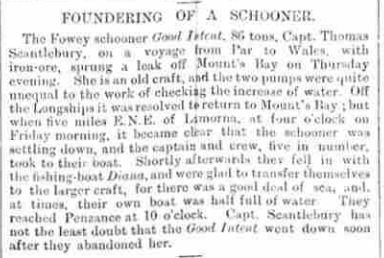 FOUNDERING OF A SCHOONER.
The Fowey schooner Good Intent, 86 tons, Capt. Thomas
Scantlebury, on a voyage from Par to Wales, with
iron-ore, sprung a leak off Mount's Bay on Thursday
evening. She is an old craft, and the two pumps were quite
unequal to the work of checking the increase of water. Off
the Longships it was resolved to return to Mount's Bay; but
when five miles E.N.E. of Lamorna, at four o'clock on
Friday morning, it became clear that the schooner was
settling down, and the captain and crew, five in number,
took to their boat. Shortly afterwards they fell in with
the fishing-boat Diana, and were glad to transfer themselves
to the larger craft, for there was a good deal of sea, and,
at times, their own boat was half full of water. They
reached Penzance at 10 o'clock. Capt. Scantlebury has
not the least doubt that the Good Intent went down soon
after they abandoned her.